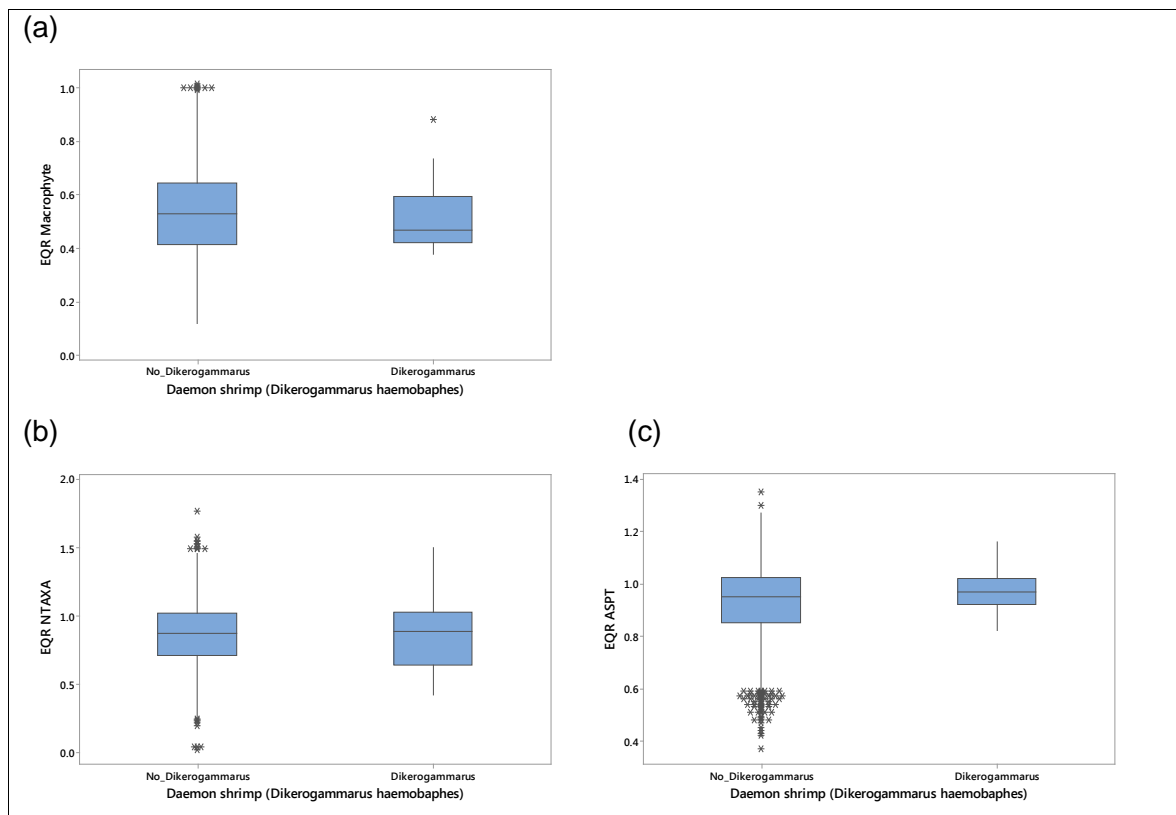 (a)
EQR Macrophyte
1.0
0.8
0.6
0.4
0.2
0.0
No_Dikerogammarus Dikerogammarus
Daemon shrimp (Dikerogammarus haemobaphes)
(b)
EQR NTAXA
2.0
1.5
1.0
0.5
0.0
No_Dikerogammarus Dikerogammarus
Daemon shrimp (Dikerogammarus haemobaphes)
(c)
EQR ASPT
1.4
1.2
1.0
0.8
0.6
0.4
No_Dikerogammarus Dikerogammarus
Daemon shrimp (Dikerogammarus haemobaphes)